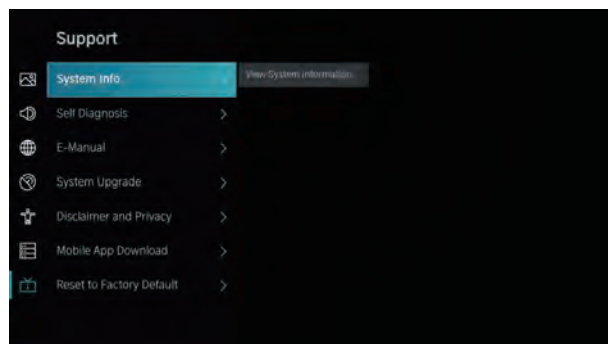 Support
System Info
View System information.
Self Diagnosis
E-Manual
System Upgrade
Disclaimer and Privacy
Mobile App Download
Reset to Factory Default